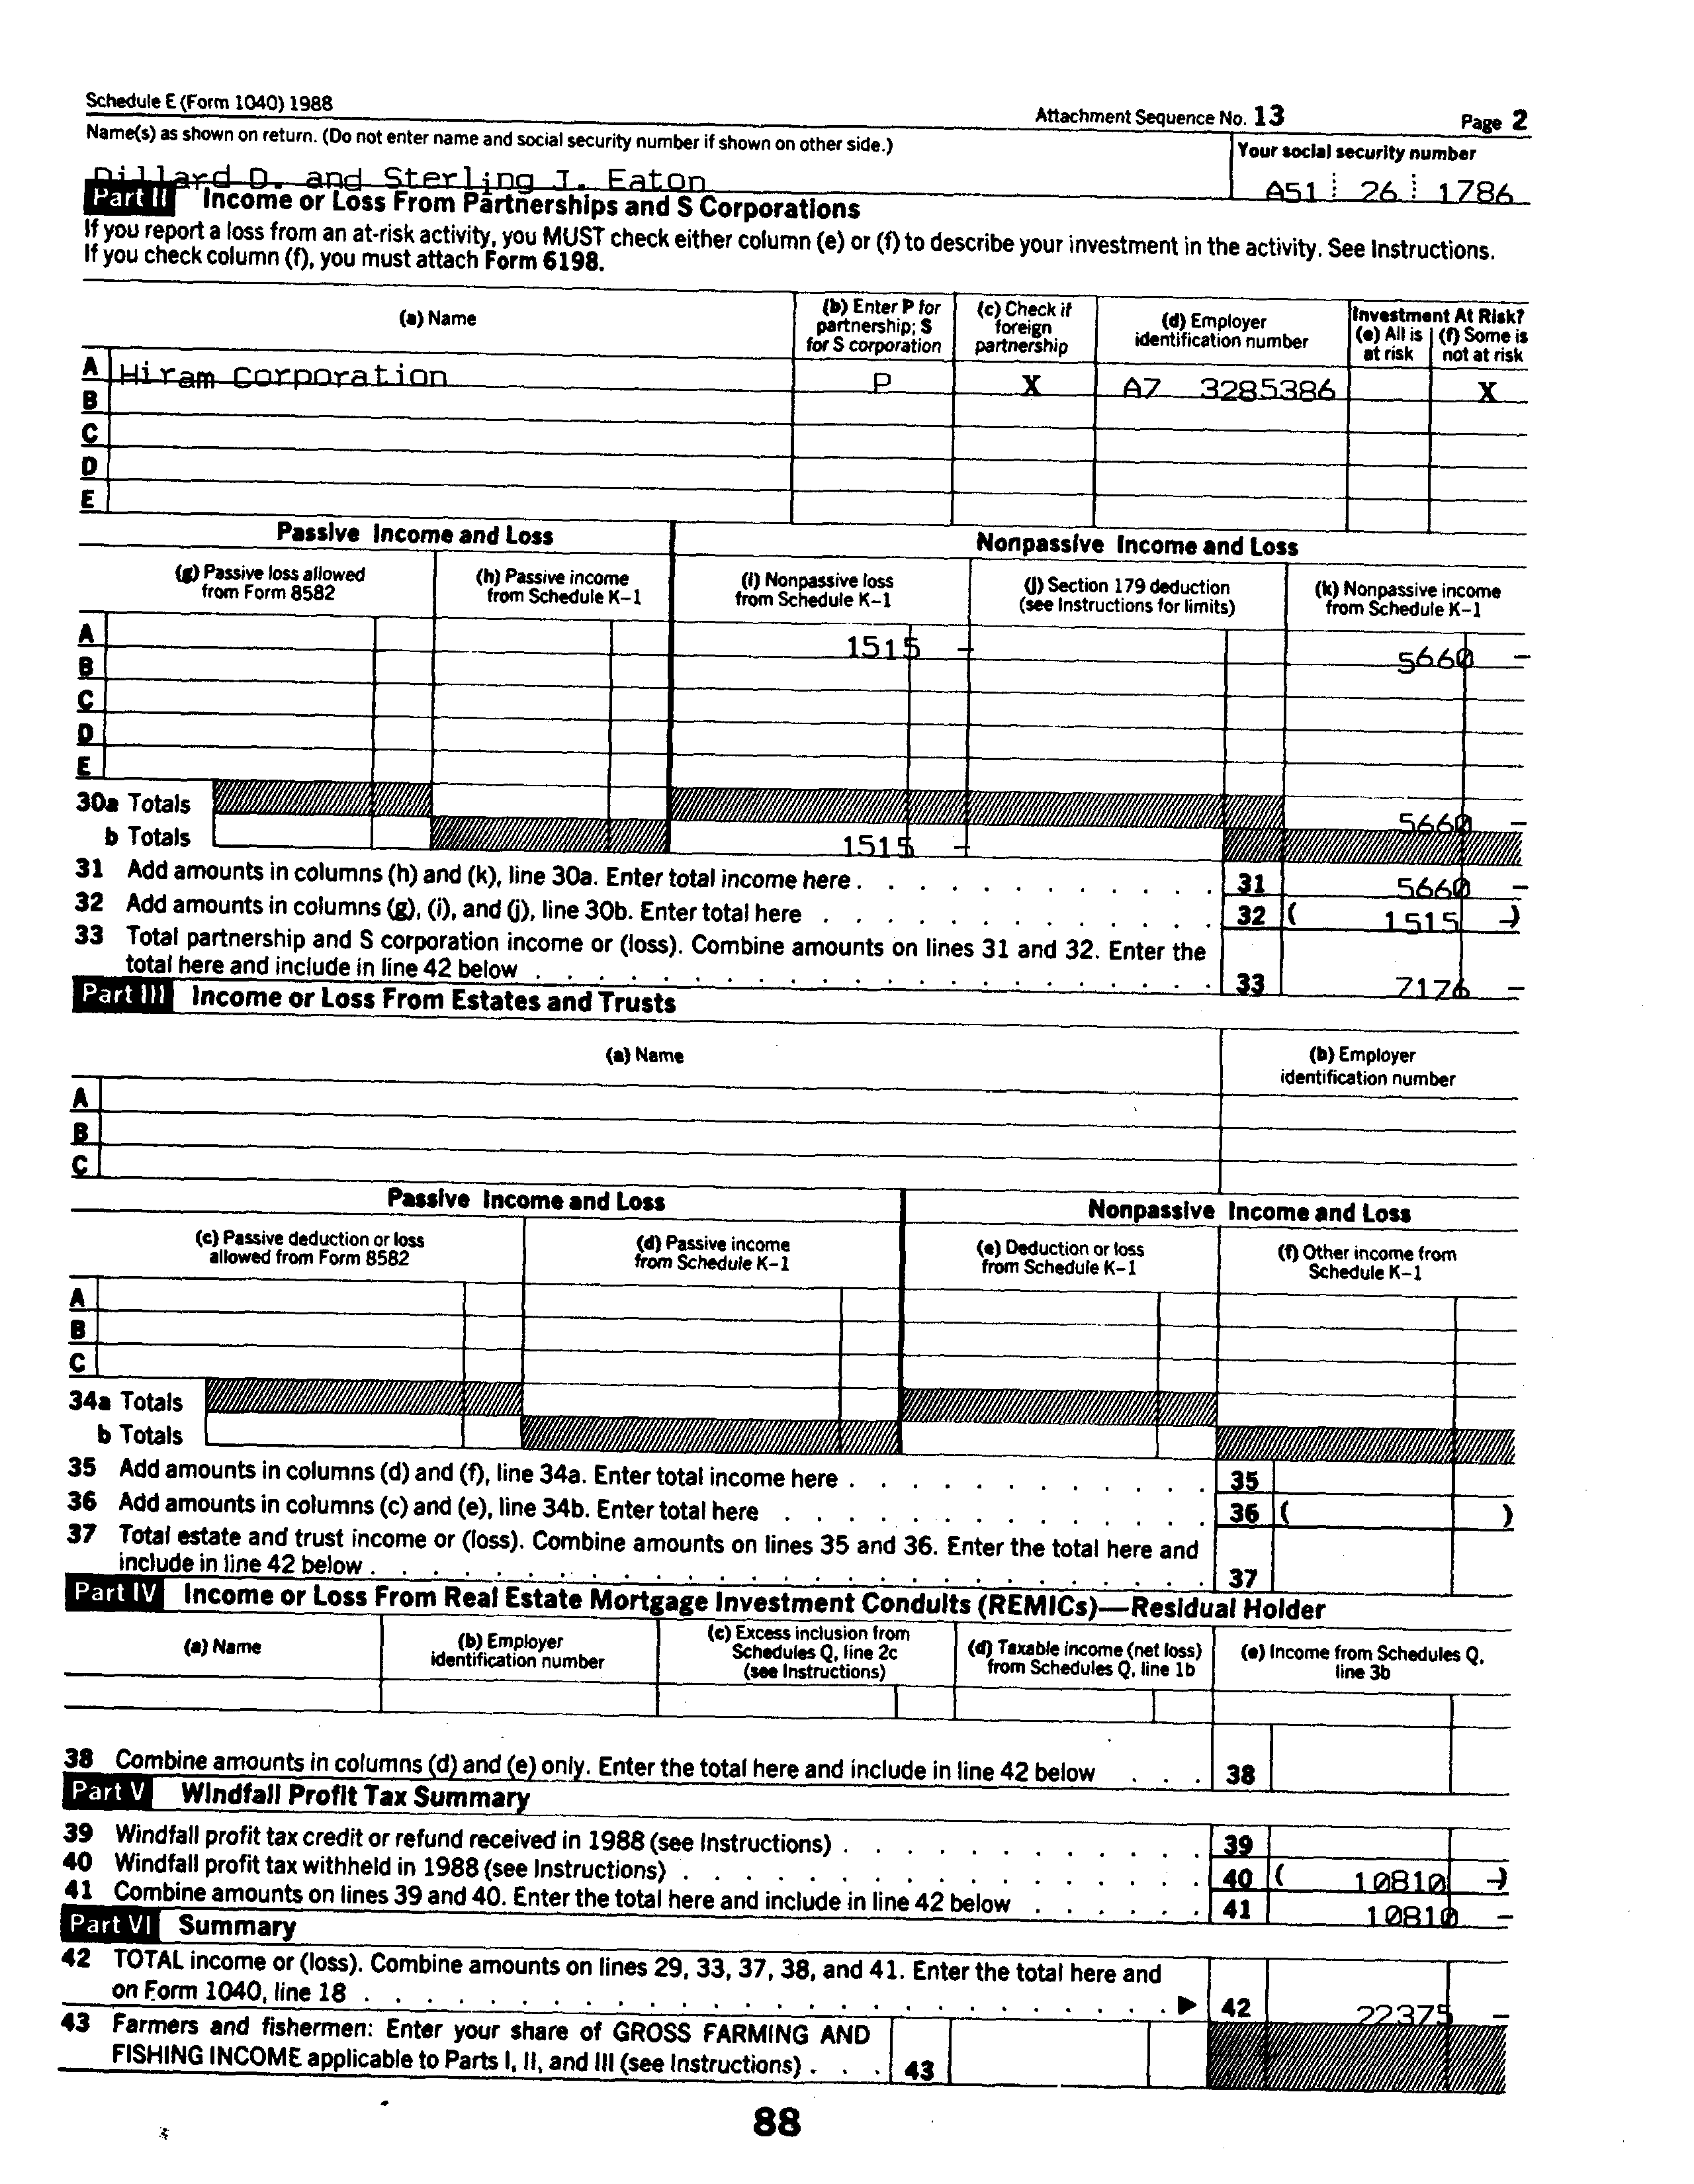 Schedule E (Form 1040) 1988
Attachment Sequence No. 13
Page 2
Name(s) as shown on return. (Do not enter name and social security number if shown on other side.)
Your social security number
Dillard D. and Sterling J. Eaton
A51 26 1786
Part II Income or Loss From Partnerships and S Corporations
If you report a loss from an at-risk activity, you MUST check either column (e) or (f) to describe your investment in the activity. See Instructions.
If you check column (f), you must attach Form 6198.
(a) Name
(b) Enter P for partnership; S for S corporation
(c) Check if foreign partnership
(d) Employer identification number
Investment At Risk?
(e) All is at risk
(f) Some is not at risk
A Hiram Corporation P X A7 3285386 X
B
C
D
E
Passive Income and Loss
Nonpassive Income and Loss
(g) Passive loss allowed from Form 8582
(h) Passive income from Schedule K-1
(i) Nonpassive loss from Schedule K-1
(j) Section 179 deduction (see Instructions for limits)
(k) Nonpassive income from Schedule K-1
A 1515 - 5660 -
B
C
D
E
30a Totals 5660 -
b Totals 1515 -
31 Add amounts in columns (h) and (k), line 30a. Enter total income here . 31 5660 -
32 Add amounts in columns (g), (i), and (j), line 30b. Enter total here . 32 ( 1515 -)
33 Total partnership and S corporation income or (loss). Combine amounts on lines 31 and 32. Enter the
total here and include in line 42 below . 33 7176 -
Part III Income or Loss From Estates and Trusts
(a) Name
(b) Employer identification number
A
B
C
Passive Income and Loss
Nonpassive Income and Loss
(c) Passive deduction or loss allowed from Form 8582
(d) Passive income from Schedule K-1
(e) Deduction or loss from Schedule K-1
(f) Other income from Schedule K-1
A
B
C
34a Totals
b Totals
35 Add amounts in columns (d) and (f), line 34a. Enter total income here . 35
36 Add amounts in columns (c) and (e), line 34b. Enter total here . 36 ( )
37 Total estate and trust income or (loss). Combine amounts on lines 35 and 36. Enter the total here and
include in line 42 below . 37
Part IV Income or Loss From Real Estate Mortgage Investment Conduits (REMICs)—Residual Holder
(a) Name
(b) Employer identification number
(c) Excess inclusion from Schedules Q, line 2c (see Instructions)
(d) Taxable income (net loss) from Schedules Q, line 1b
(e) Income from Schedules Q, line 3b
38 Combine amounts in columns (d) and (e) only. Enter the total here and include in line 42 below . . . 38
Part V Windfall Profit Tax Summary
39 Windfall profit tax credit or refund received in 1988 (see Instructions) . 39
40 Windfall profit tax withheld in 1988 (see Instructions) . 40 ( 10810 -)
41 Combine amounts on lines 39 and 40. Enter the total here and include in line 42 below . 41 10810 -
Part VI Summary
42 TOTAL income or (loss). Combine amounts on lines 29, 33, 37, 38, and 41. Enter the total here and
on Form 1040, line 18 . ▶ 42 22375 -
43 Farmers and fishermen: Enter your share of GROSS FARMING AND
FISHING INCOME applicable to Parts I, II, and III (see Instructions) . . . 43
88